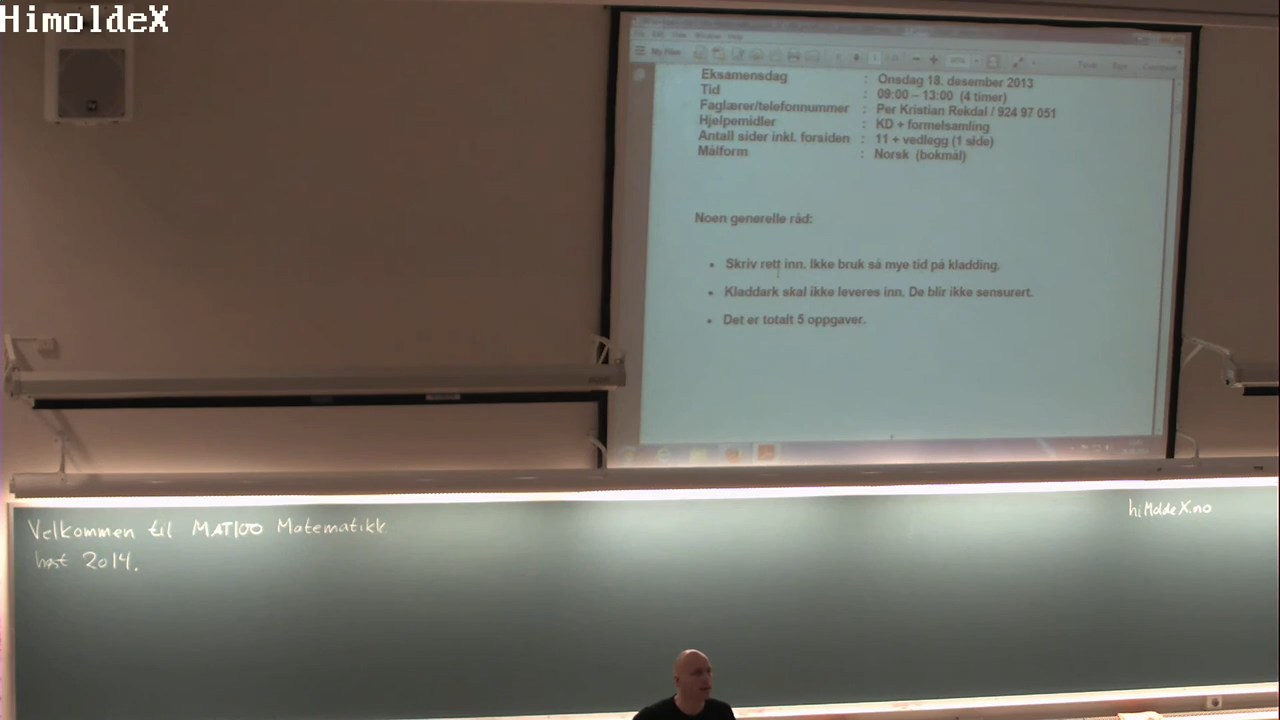 HimoldeX
My Files
Eksamensdag : Onsdag 18. desember 2013
Tid : 09:00 – 13:00 (4 timer)
Faglærer/telefonnummer : Per Kristian Rekdal / 924 97 051
Hjelpemidler : KD + formelsamling
Antall sider inkl. forsiden : 11 + vedlegg (1 side)
Målform : Norsk (bokmål)
Noen generelle råd:
• Skriv rett inn. Ikke bruk så mye tid på kladding.
• Kladdark skal ikke leveres inn. De blir ikke sensurert.
• Det er totalt 5 oppgaver.
Velkommen til MAT100 Matematikk
høst 2014.
hiMoldeX.no